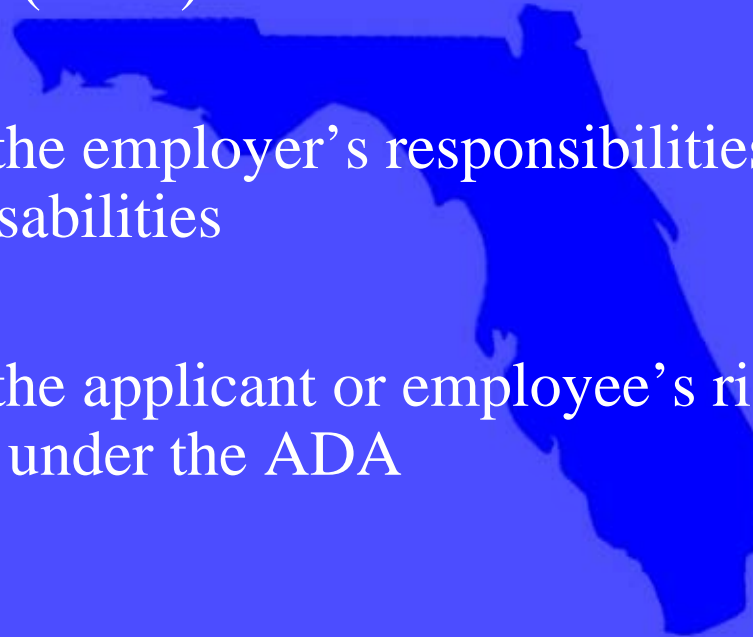 the employer’s responsibilities
sabilities
the applicant or employee’s ri
under the ADA